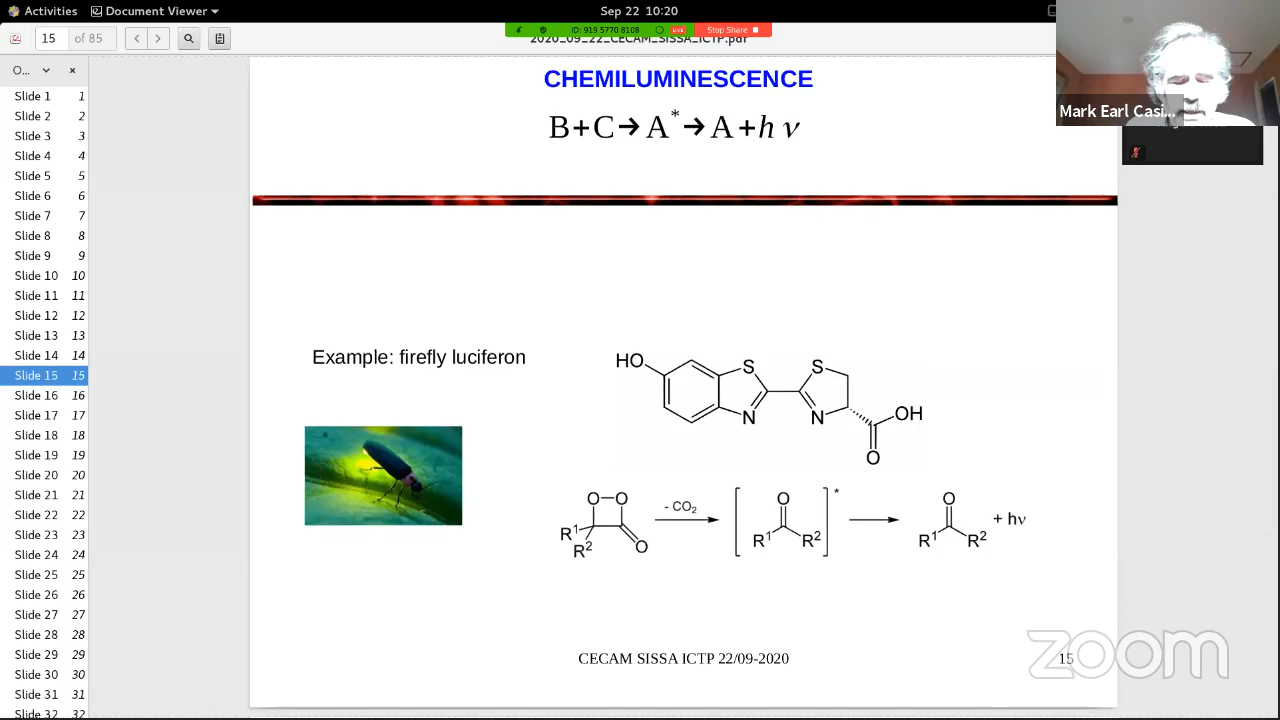 Activities
Document Viewer
Sep 22 10:20
15 of 85
ID: 919 5770 8108
LIVE
Stop Share
2020_09_22_CECAM_SISSA_ICTP.pdf
Mark Earl Casi...
O...
Slide 1 1
Slide 2 2
Slide 3 3
Slide 4 4
Slide 5 5
Slide 6 6
Slide 7 7
Slide 8 8
Slide 9 9
Slide 10 10
Slide 11 11
Slide 12 12
Slide 13 13
Slide 14 14
Slide 15 15
Slide 16 16
Slide 17 17
Slide 18 18
Slide 19 19
Slide 20 20
Slide 21 21
Slide 22 22
Slide 23 23
Slide 24 24
Slide 25 25
Slide 26 26
Slide 27 27
Slide 28 28
Slide 29 29
Slide 30 30
Slide 31 31
Slide 32 32
CHEMILUMINESCENCE
B+C→A*→A+hν
Example: firefly luciferon
HO
S
N
S
N
OH
O
O-O
R1
R2
O
- CO2
O
R1 R2
*
O
R1 R2
+ hν
CECAM SISSA ICTP 22/09-2020
15
zoom